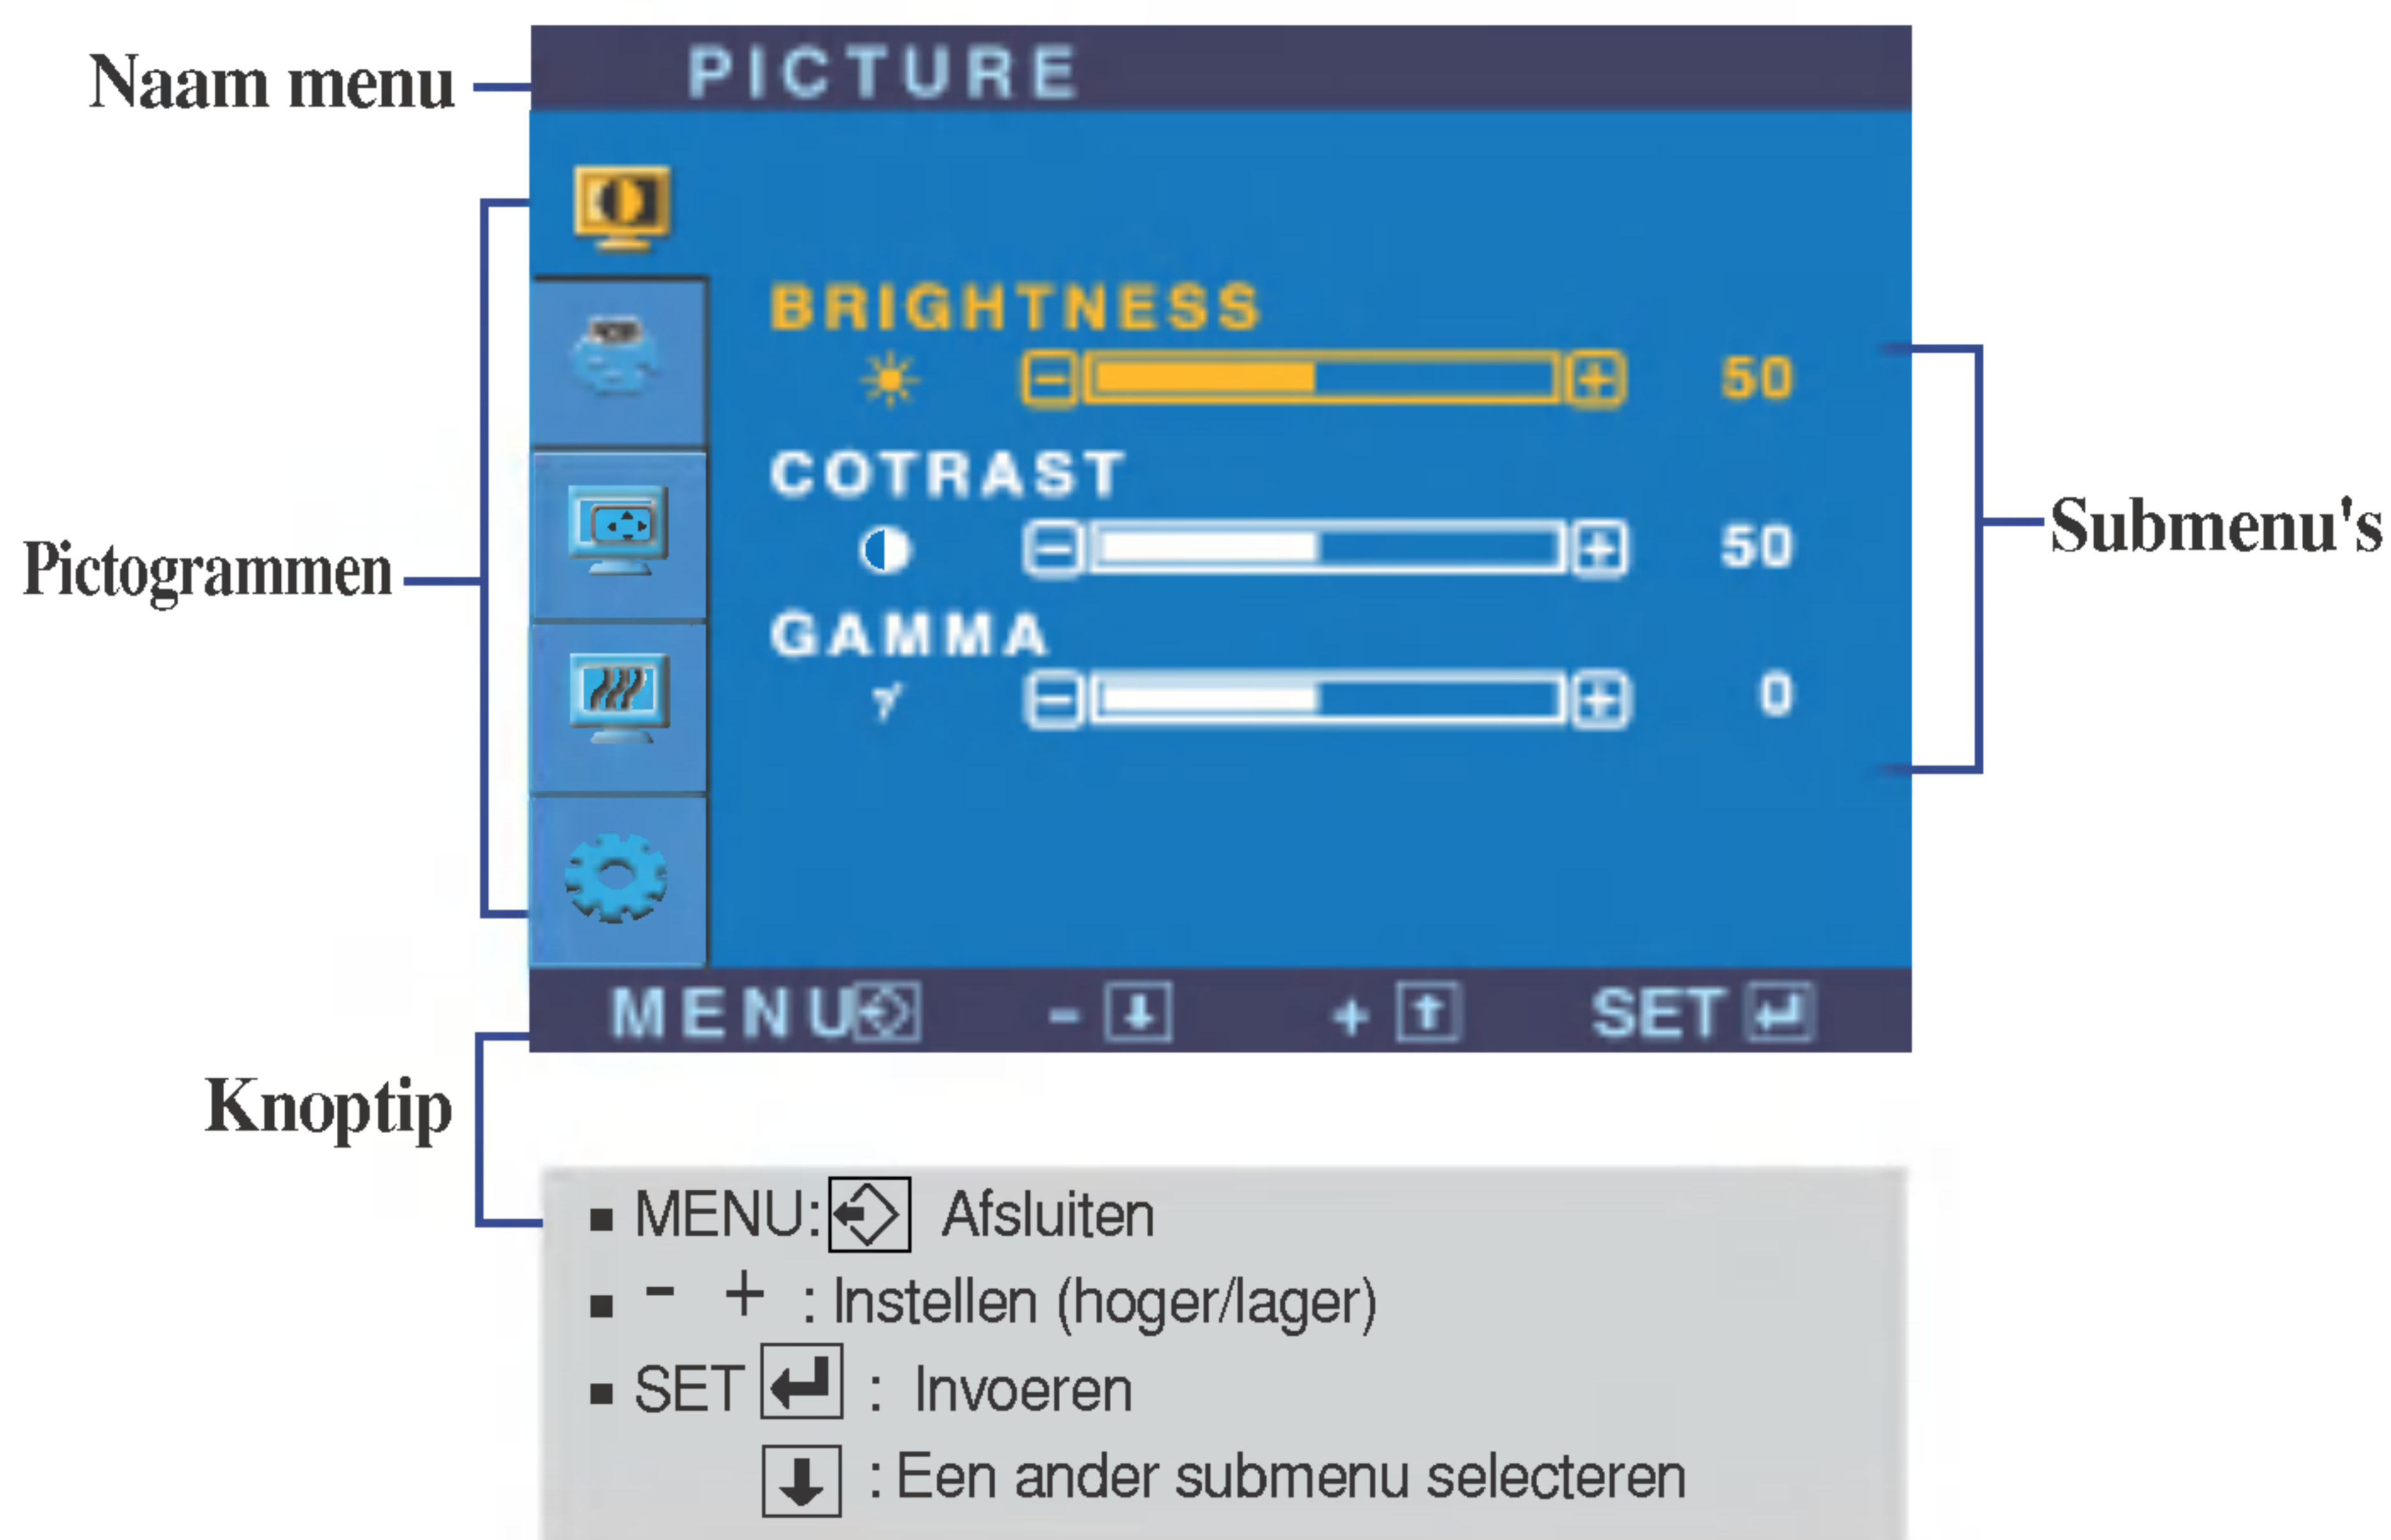 Naam menu
PICTURE
BRIGHTNESS
50
COTRAST
50
GAMMA
0
Pictogrammen
Submenu's
MENU - + SET
Knoptip
■ MENU: Afsluiten
■ - + : Instellen (hoger/lager)
■ SET : Invoeren
: Een ander submenu selecteren